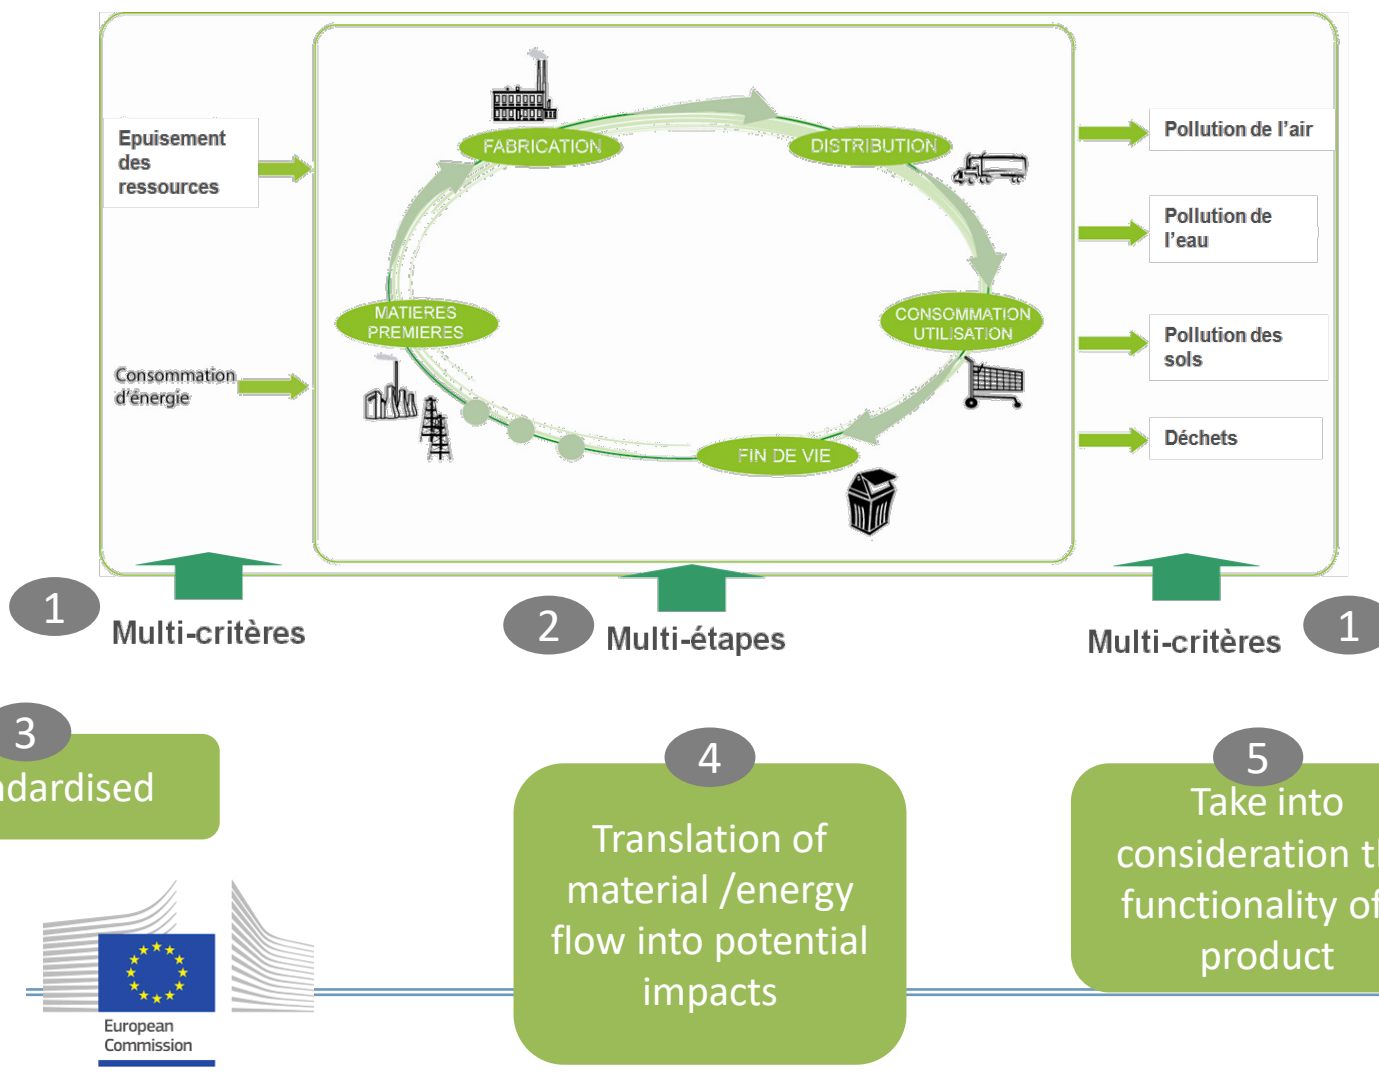 Epuisement
des
ressources
Consommation
d'énergie
FABRICATION
DISTRIBUTION
MATIERES
PREMIERES
CONSOMMATION
UTILISATION
FIN DE VIE
Pollution de l'air
Pollution de
l'eau
Pollution des
sols
Déchets
1
Multi-critères
2
Multi-étapes
Multi-critères
1
3
ndardised
4
Translation of
material /energy
flow into potential
impacts
5
Take into
consideration th
functionality of
product
European
Commission